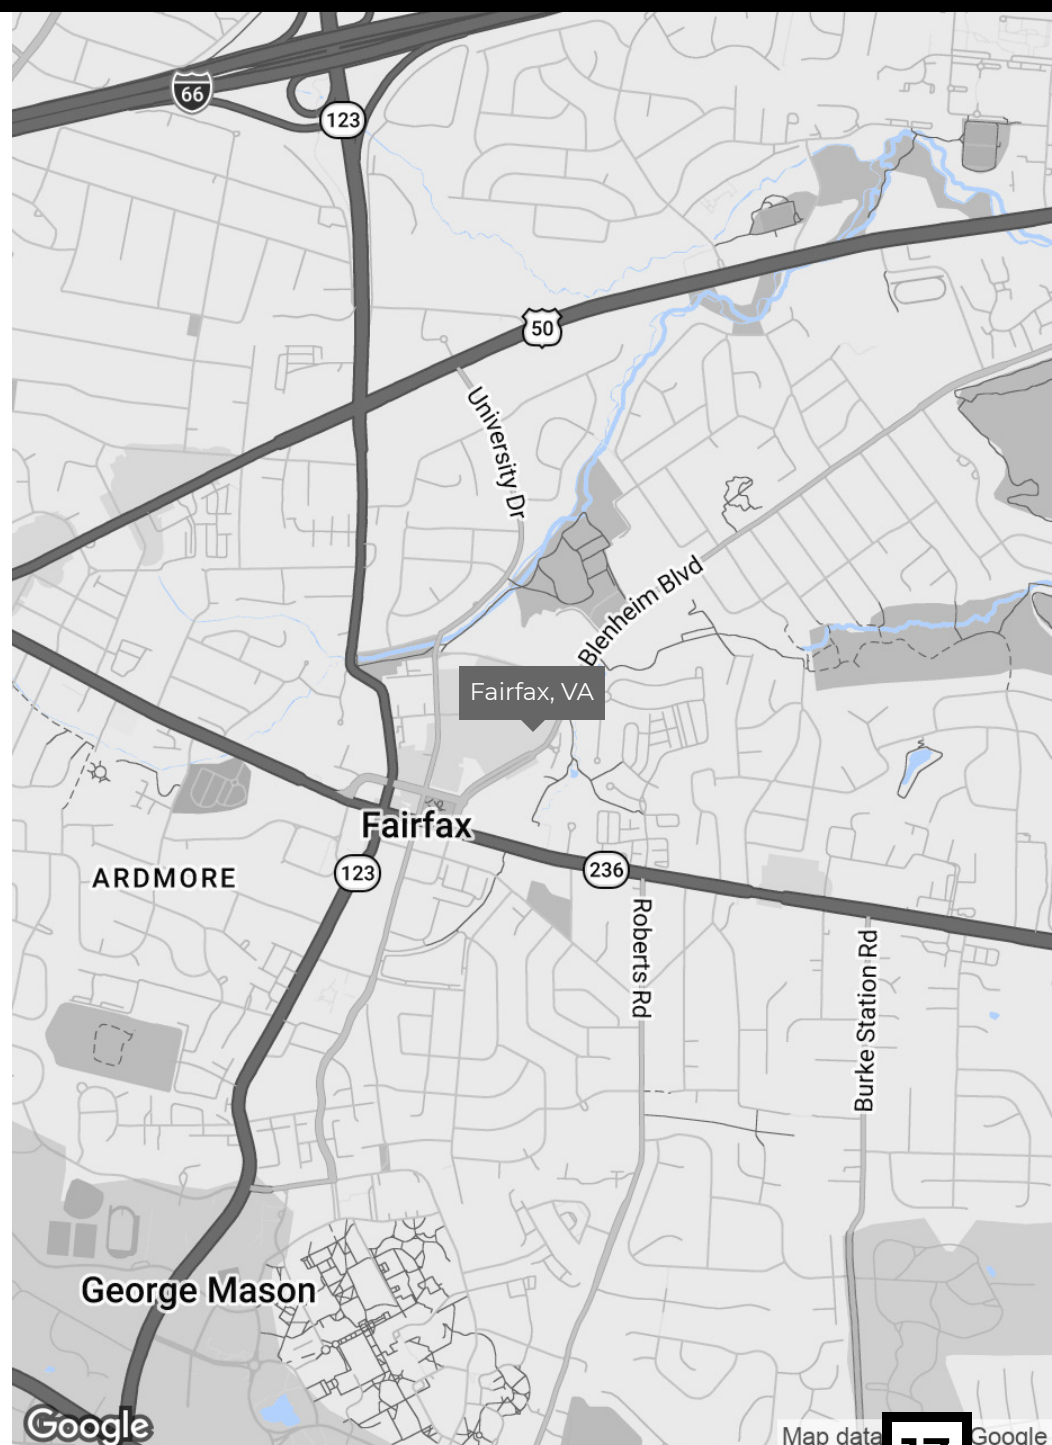 66
123
50
University Dr
Blenheim Blvd
Fairfax, VA
Fairfax
ARDMORE
123
236
Roberts Rd
Burke Station Rd
George Mason
Google
Map data
Google